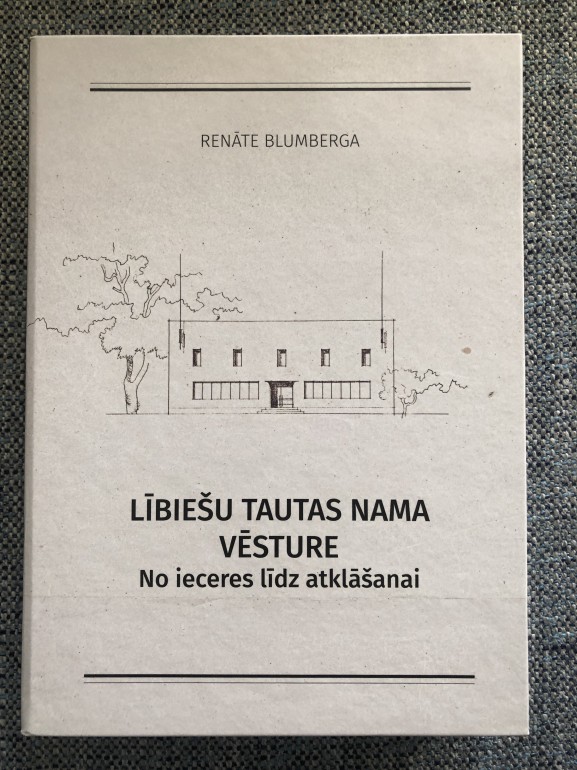 RENĀTE BLUMBERGA
LĪBIEŠU TAUTAS NAMA
VĒSTURE
No ieceres līdz atklāšanai